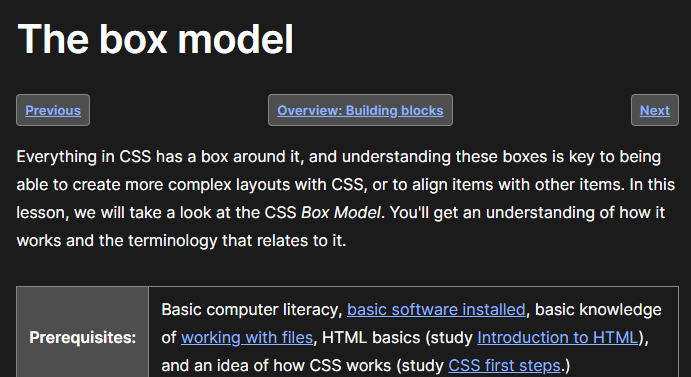 The box model
Previous
Overview: Building blocks
Next
Everything in CSS has a box around it, and understanding these boxes is key to being
able to create more complex layouts with CSS, or to align items with other items. In this
lesson, we will take a look at the CSS Box Model. You'll get an understanding of how it
works and the terminology that relates to it.
Prerequisites:
Basic computer literacy, basic software installed, basic knowledge
of working with files, HTML basics (study Introduction to HTML),
and an idea of how CSS works (study CSS first steps.)